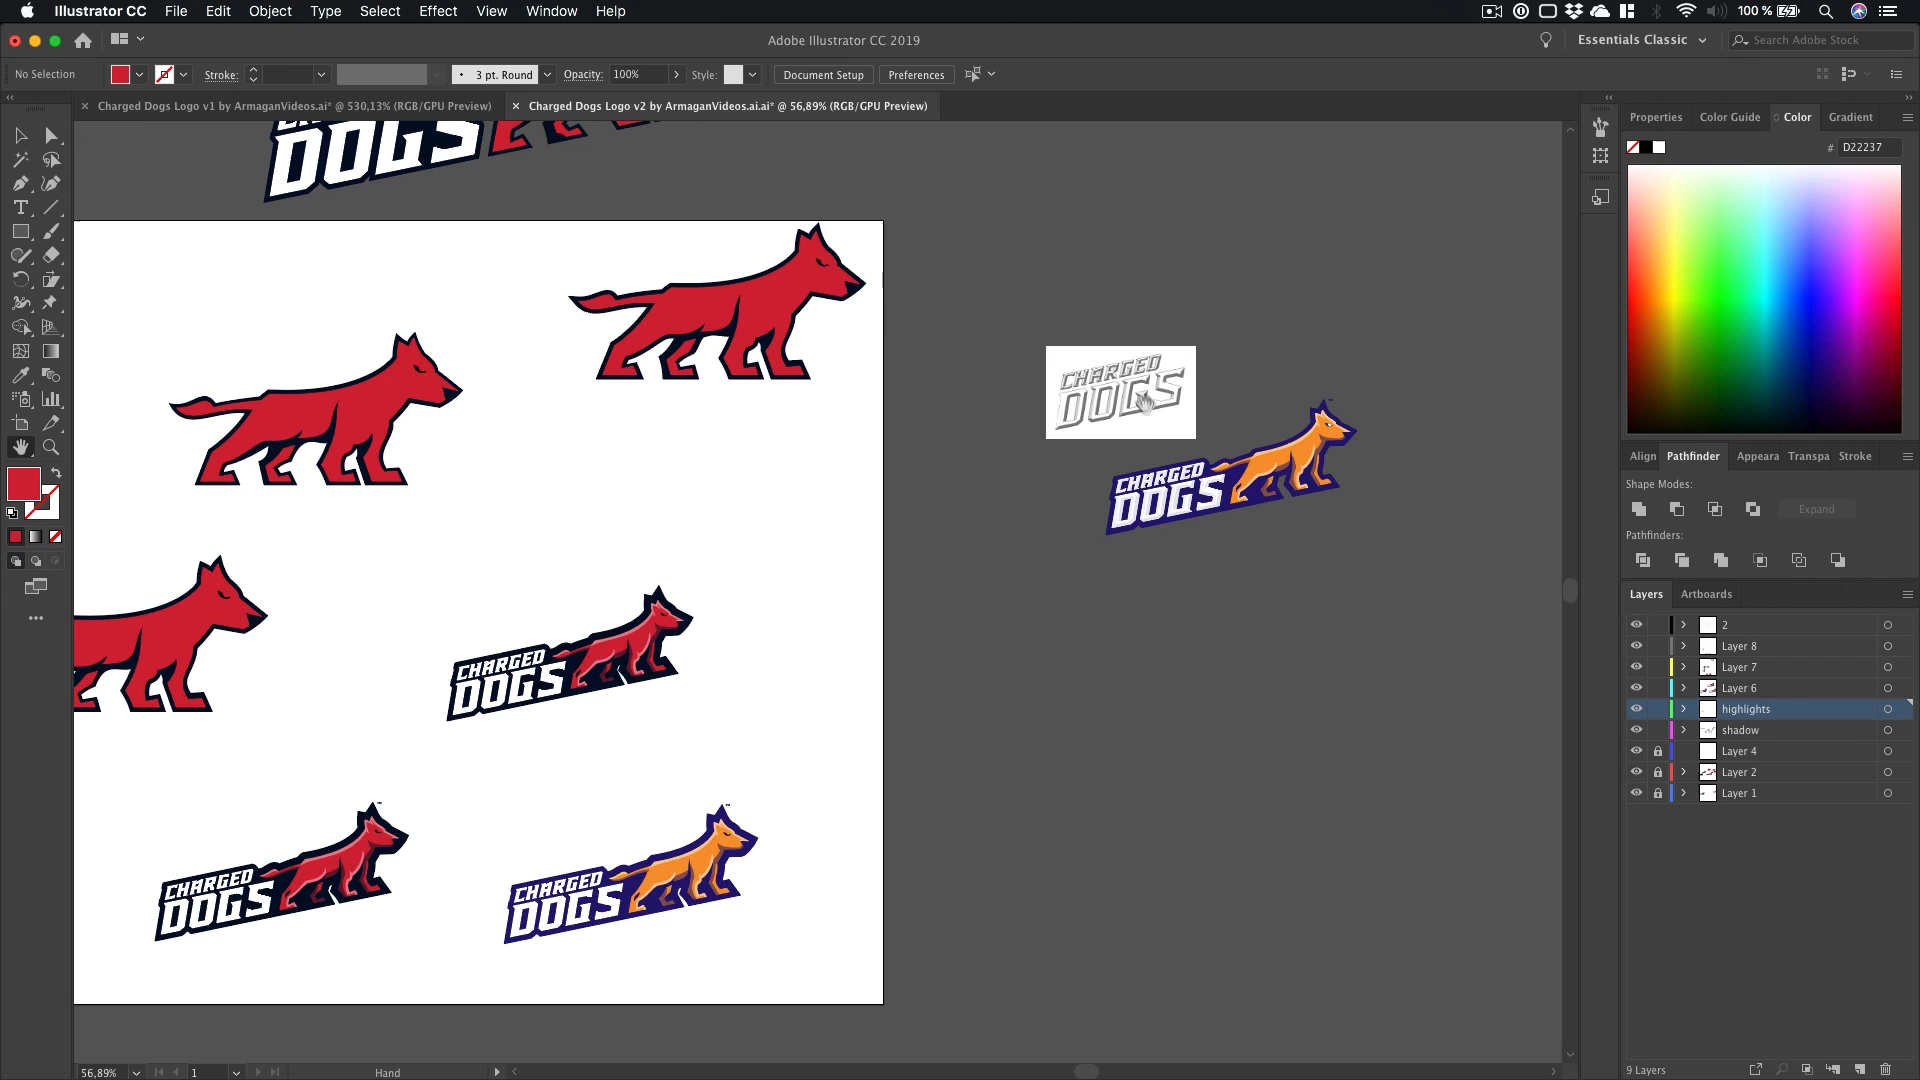 Illustrator CC File Edit Object Type Select Effect View Window Help
100 %
Adobe Illustrator CC 2019
Essentials Classic
Search Adobe Stock
No Selection
Stroke:
3 pt. Round
Opacity: 100%
Style:
Document Setup
Preferences
Charged Dogs Logo v1 by ArmaganVideos.ai* @ 530,13% (RGB/GPU Preview)
Charged Dogs Logo v2 by ArmaganVideos.ai.ai* @ 56,89% (RGB/GPU Preview)
Properties Color Guide Color Gradient
# D22237
DOGS
CHARGED
DOGS
CHARGED
DOGS
CHARGED
DOGS
CHARGED
DOGS
CHARGED
DOGS
Align Pathfinder Appeara Transpa Stroke
Shape Modes:
Expand
Pathfinders:
Layers Artboards
2
Layer 8
Layer 7
Layer 6
highlights
shadow
Layer 4
Layer 2
Layer 1
9 Layers
56,89%
1
Hand